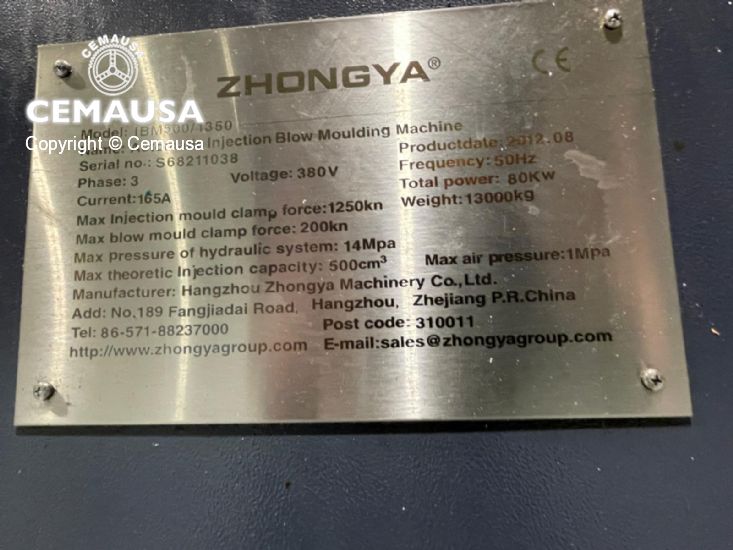 CEMAUSA
ZHONGYA® CE
CEMAUSA
Copyright © Cemausa
Model: IBM500/1350
Injection Blow Moulding Machine
Serial no.: S68211038 Productdate: 2012.08
Phase: 3 Voltage: 380V Frequency: 50Hz
Current:165A Total power: 80Kw
Max Injection mould clamp force:1250kn Weight:13000kg
Max blow mould clamp force: 200kn
Max pressure of hydraulic system: 14Mpa
Max theoretic Injection capacity: 500cm³ Max air pressure:1Mpa
Manufacturer: Hangzhou Zhongya Machinery Co.,Ltd.
Add: No,189 Fangjiadai Road, Hangzhou, Zhejiang P.R.China
Tel: 86-571-88237000 Post code: 310011
http://www.zhongyagroup.com E-mail:sales@zhongyagroup.com